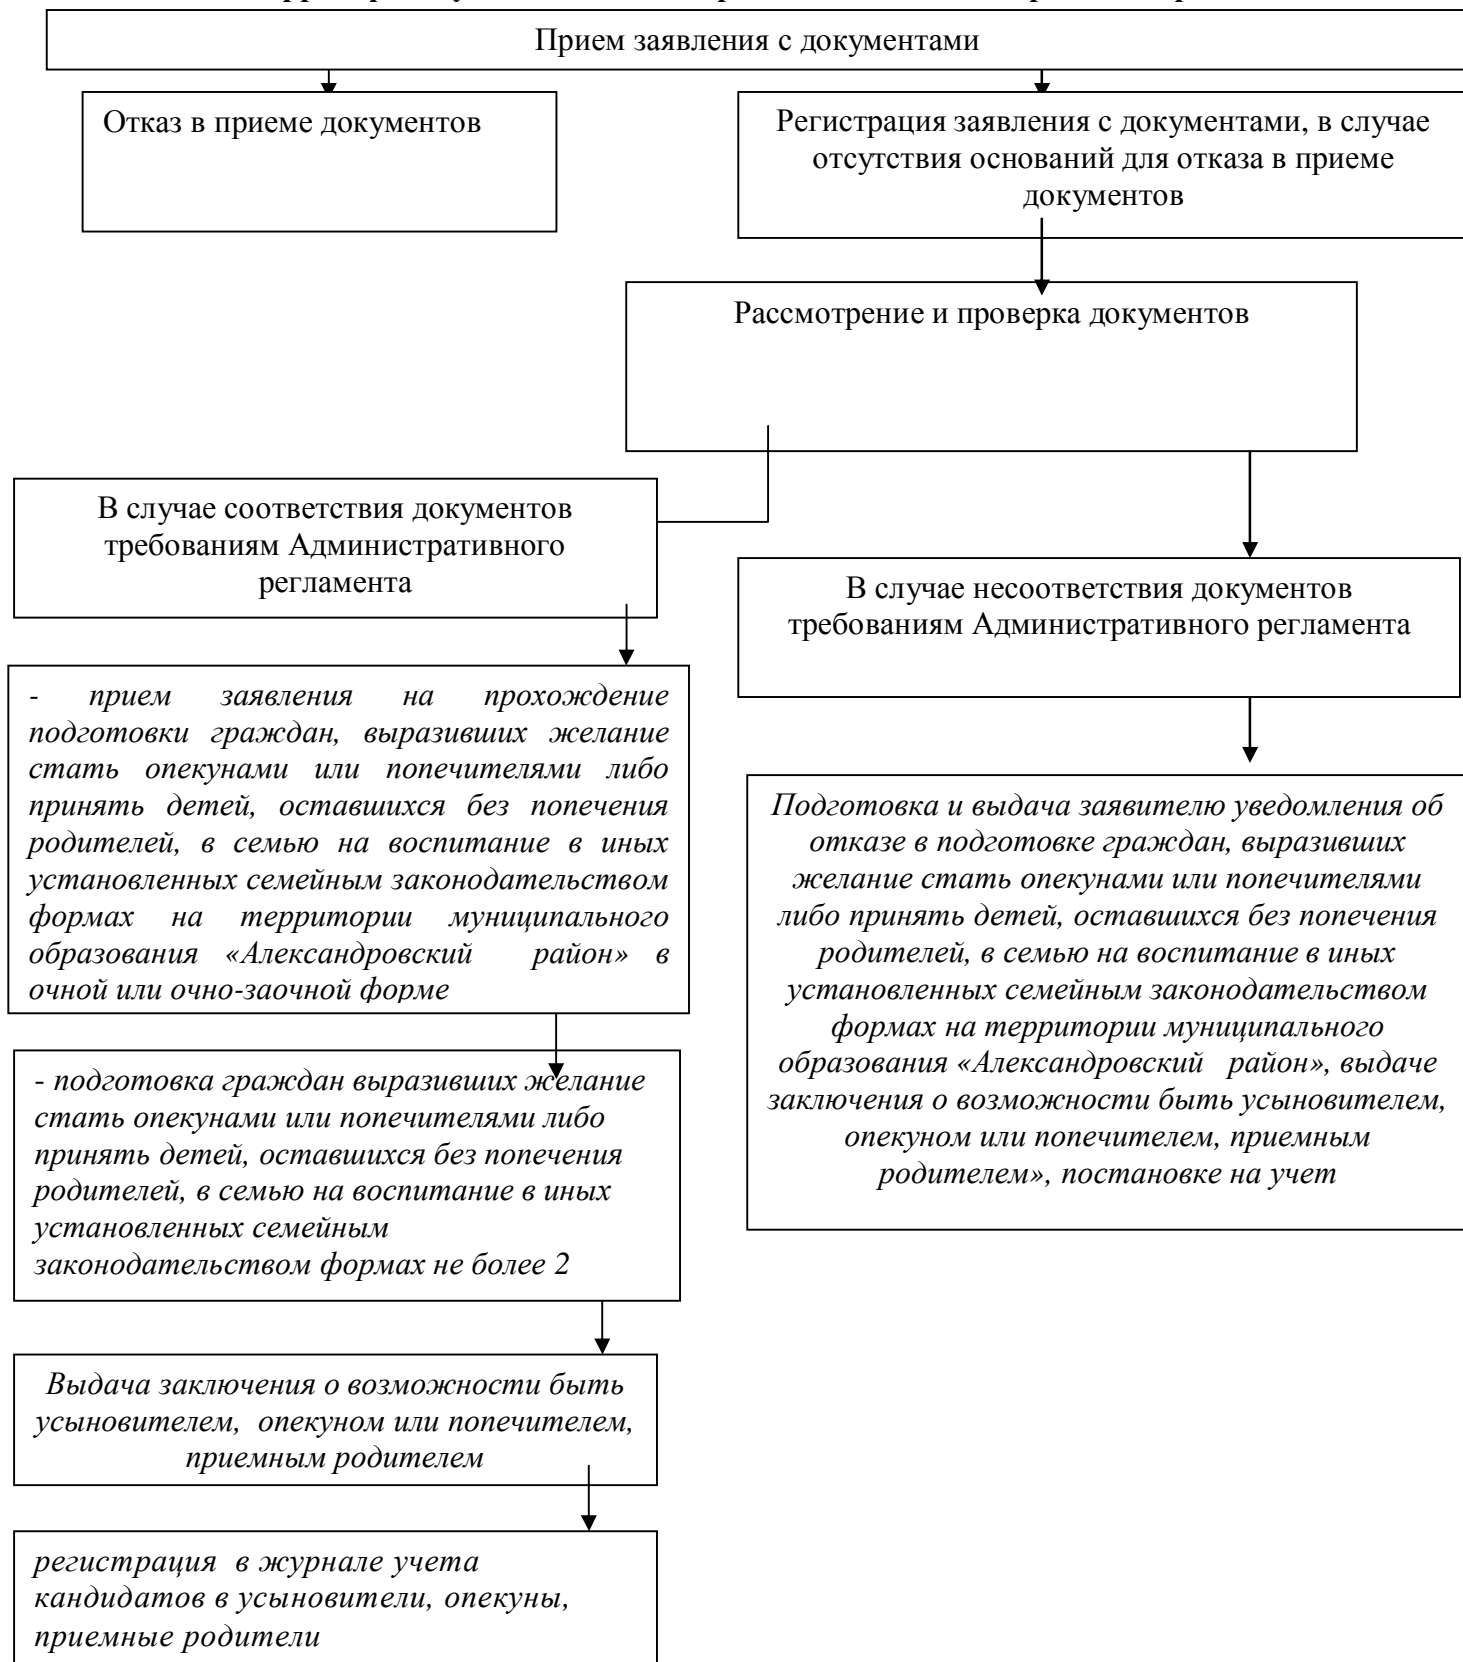 Прием заявления с документами
Отказ в приеме документов
Регистрация заявления с документами, в случае
отсутствия оснований для отказа в приеме
документов
Рассмотрение и проверка документов
В случае соответствия документов
требованиям Административного
регламента
В случае несоответствия документов
требованиям Административного регламента
- прием заявления на прохождение
подготовки граждан, выразивших желание
стать опекунами или попечителями либо
принять детей, оставшихся без попечения
родителей, в семью на воспитание в иных
установленных семейным законодательством
формах на территории муниципального
образования «Александровский район» в
очной или очно-заочной форме
Подготовка и выдача заявителю уведомления об
отказе в подготовке граждан, выразивших
желание стать опекунами или попечителями
либо принять детей, оставшихся без попечения
родителей, в семью на воспитание в иных
установленных семейным законодательством
формах на территории муниципального
образования «Александровский район», выдаче
заключения о возможности быть усыновителем,
опекуном или попечителем, приемным
родителем», постановке на учет
- подготовка граждан выразивших желание
стать опекунами или попечителями либо
принять детей, оставшихся без попечения
родителей, в семью на воспитание в иных
установленных семейным
законодательством формах не более 2
Выдача заключения о возможности быть
усыновителем, опекуном или попечителем,
приемным родителем
регистрация в журнале учета
кандидатов в усыновители, опекуны,
приемные родители